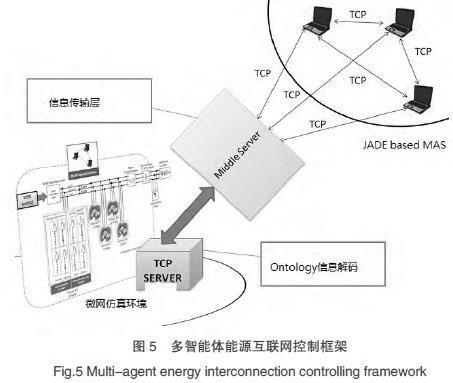 TCP
TCP
TCP
TCP
TCP
TCP
信息传输层
Middle Server
JADE based MAS
TCP
SERVER
Ontology信息解码
微网仿真环境
图 5 多智能体能源互联网控制框架
Fig.5 Multi-agent energy interconnection controlling framework